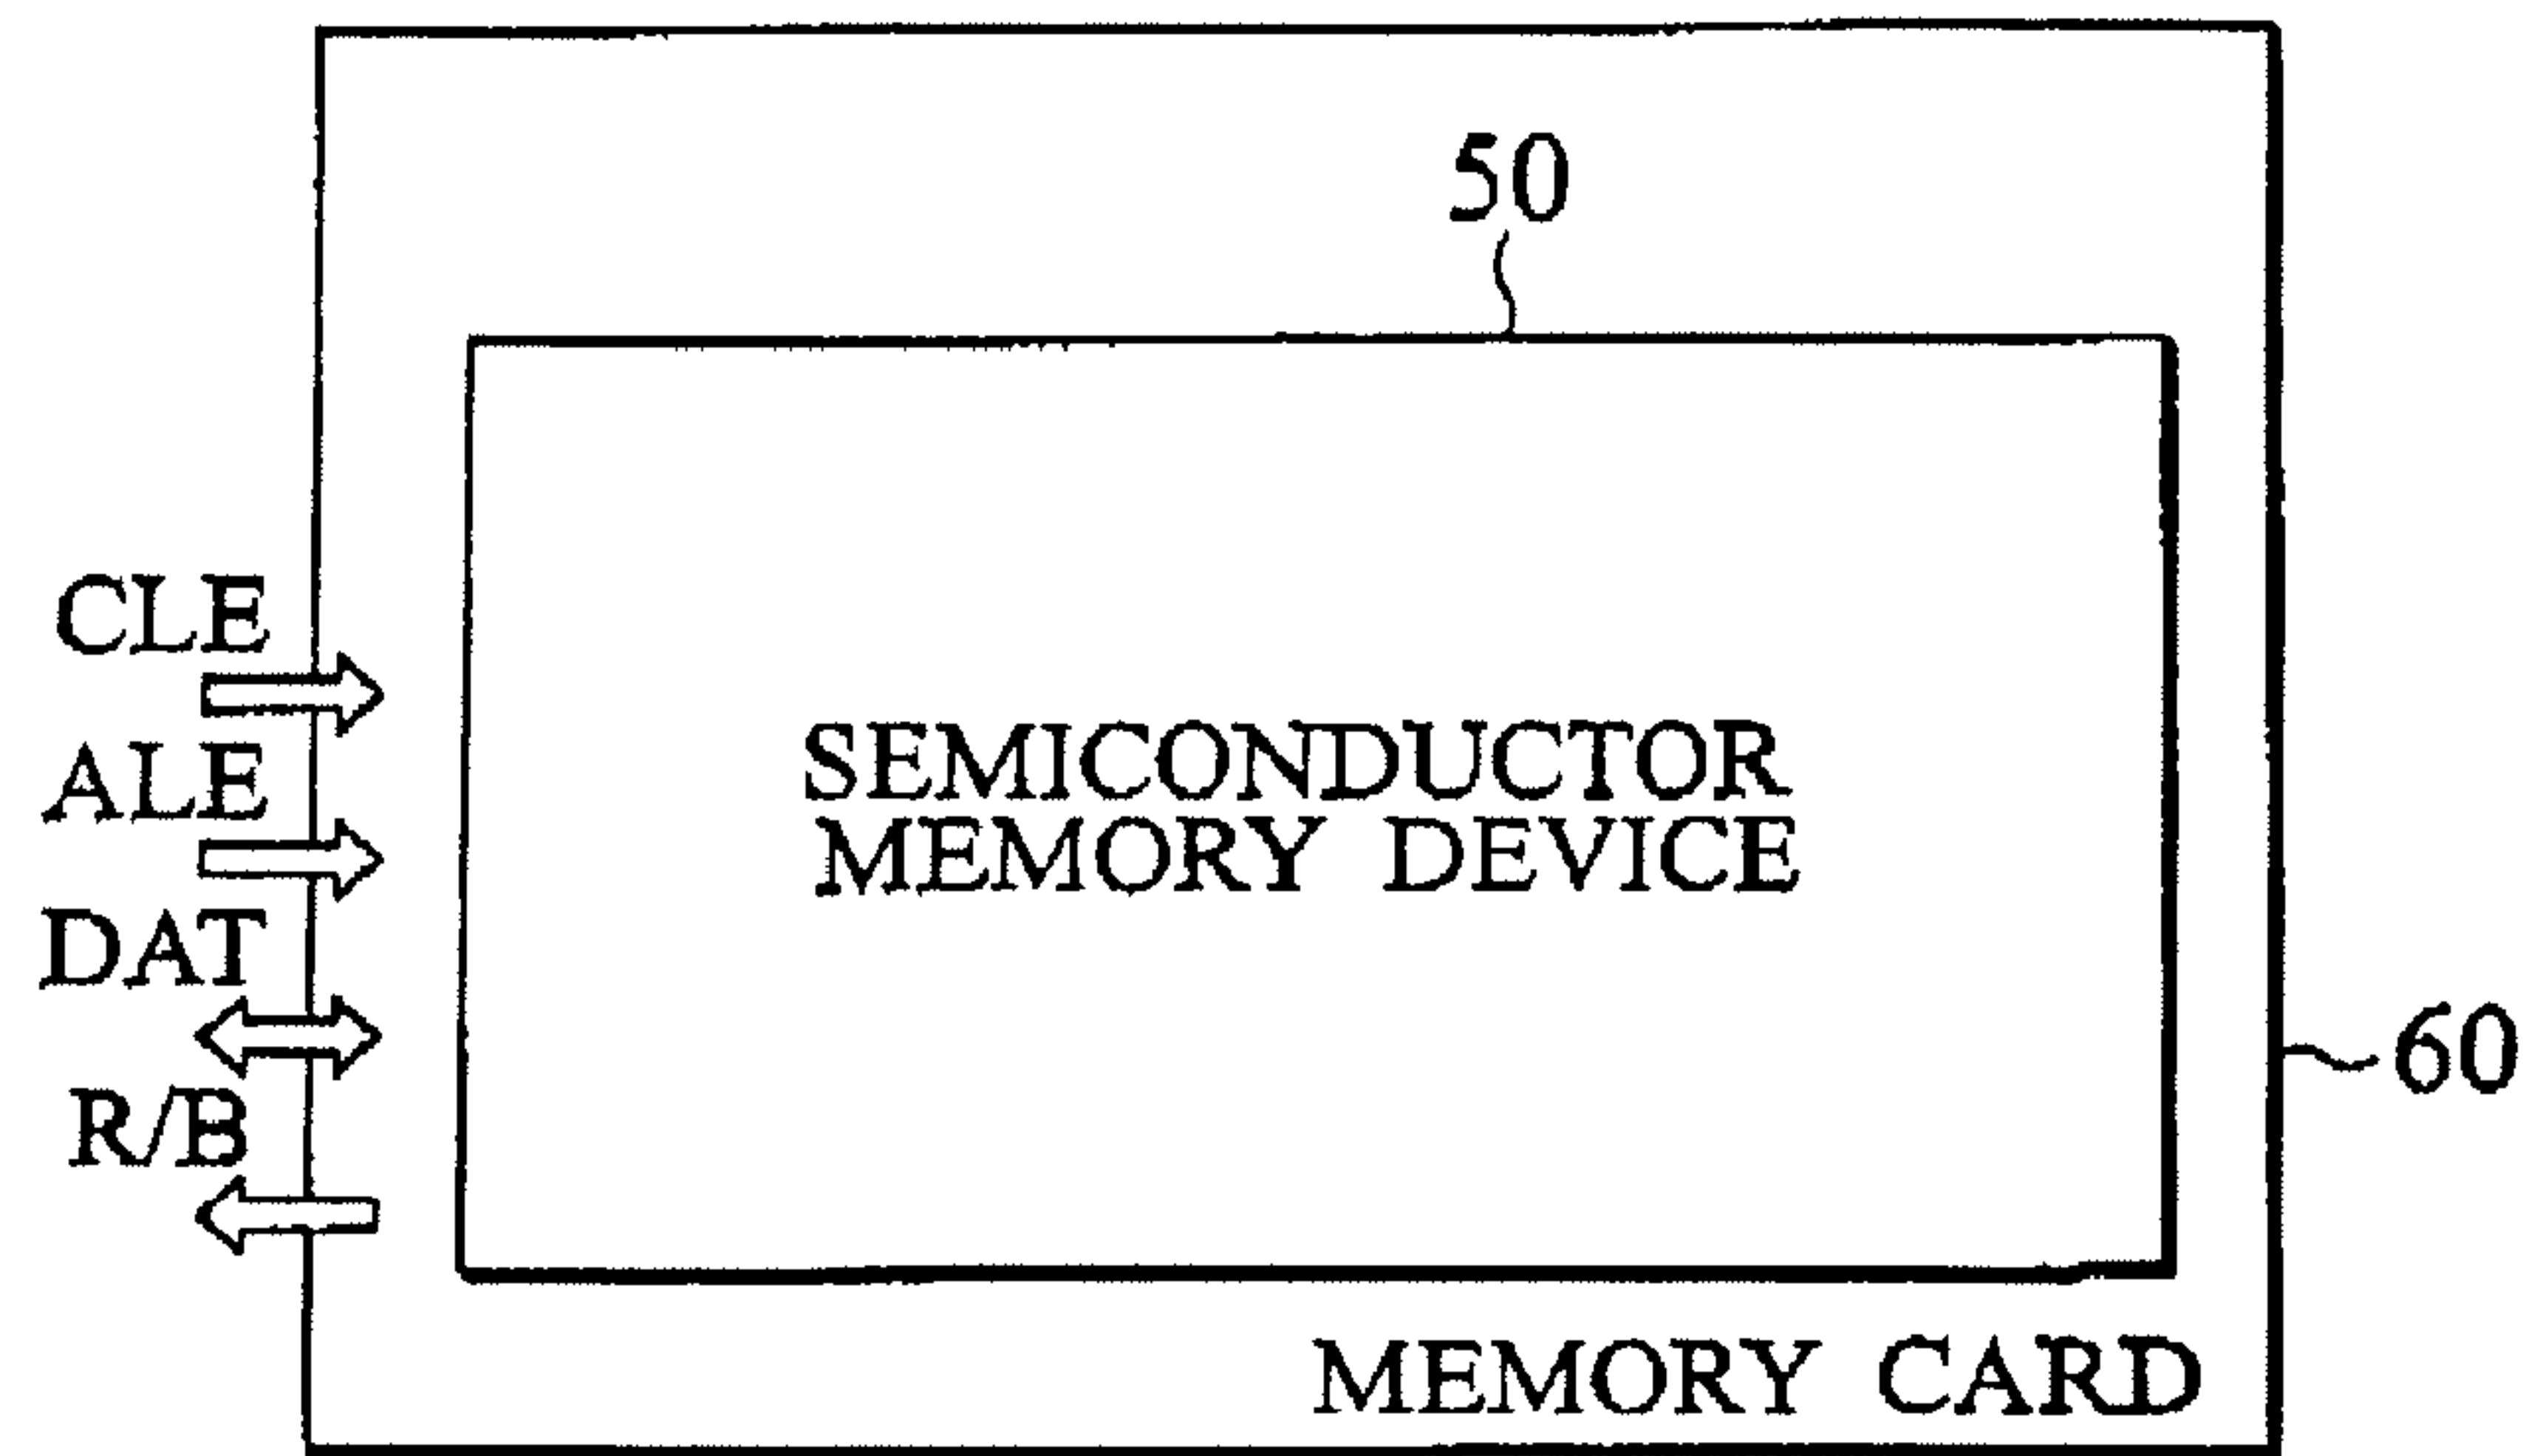 50
CLE
ALE
DAT
R/B
SEMICONDUCTOR
MEMORY DEVICE
60
MEMORY CARD